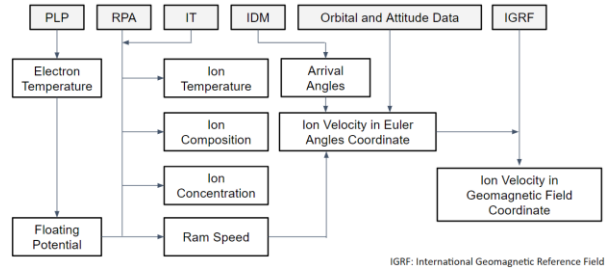 PLP
RPA
IT
IDM
Orbital and Attitude Data
IGRF
Electron
Temperature
Ion
Temperature
Arrival
Angles
Ion
Composition
Ion Velocity in Euler
Angles Coordinate
Ion
Concentration
Ion Velocity in
Geomagnetic Field
Coordinate
Floating
Potential
Ram Speed
IGRF: International Geomagnetic Reference Field